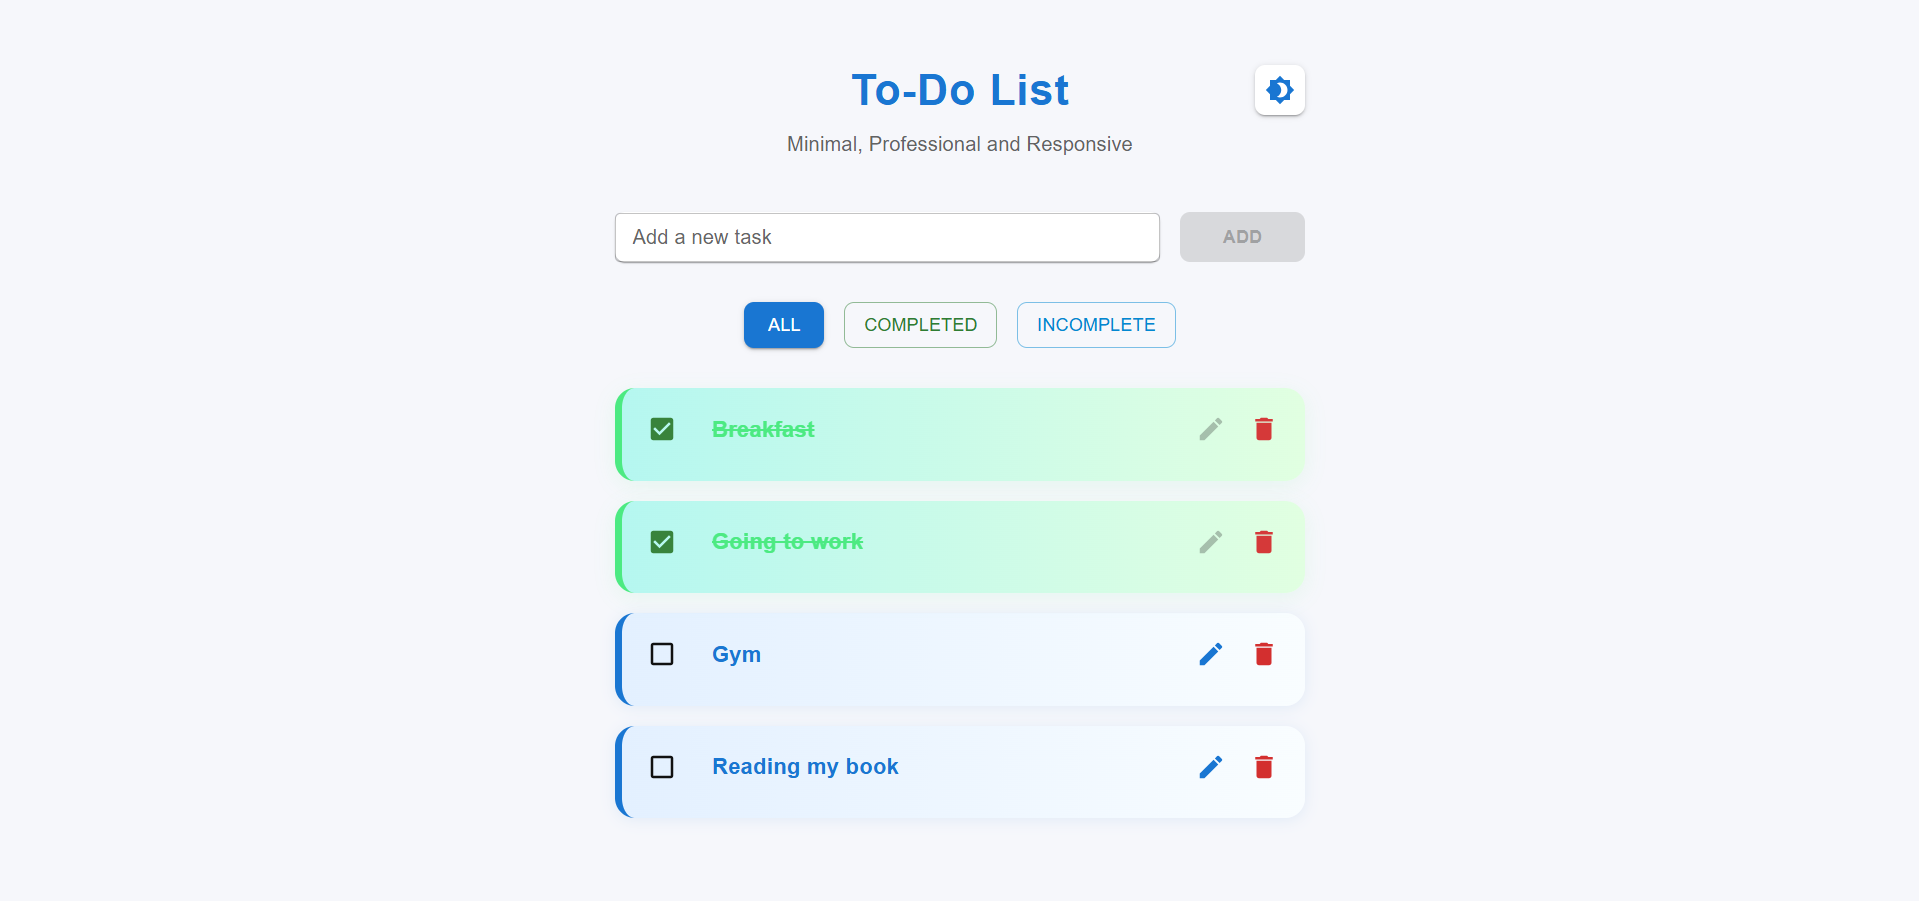 To-Do List
Minimal, Professional and Responsive
Add a new task
ADD
ALL
COMPLETED
INCOMPLETE
Breakfast
Going to work
Gym
Reading my book